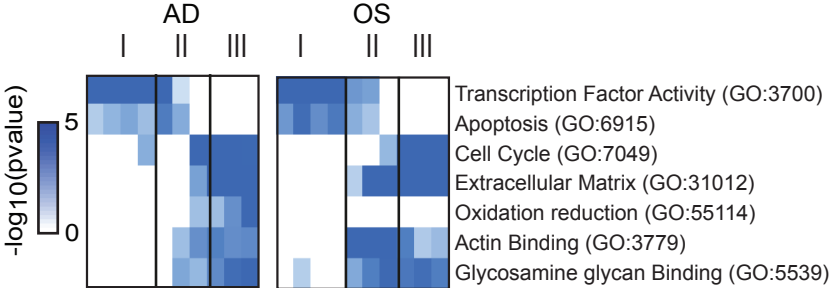 AD OS
I II III I II III
-log10(pvalue)
5
0
Transcription Factor Activity (GO:3700)
Apoptosis (GO:6915)
Cell Cycle (GO:7049)
Extracellular Matrix (GO:31012)
Oxidation reduction (GO:55114)
Actin Binding (GO:3779)
Glycosamine glycan Binding (GO:5539)